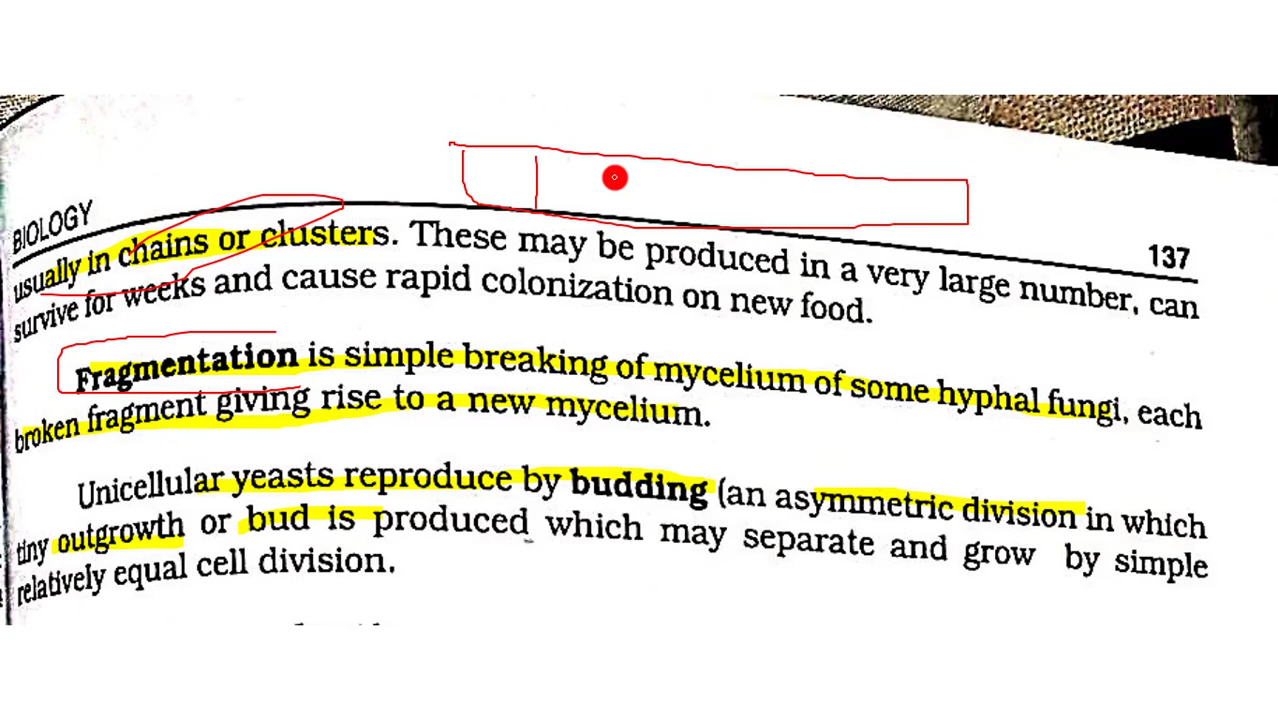 BIOLOGY
137
usually in chains or clusters. These may be produced in a very large number, can
survive for weeks and cause rapid colonization on new food.
Fragmentation is simple breaking of mycelium of some hyphal fungi, each
broken fragment giving rise to a new mycelium.
Unicellular yeasts reproduce by budding (an asymmetric division in which
tiny outgrowth or bud is produced which may separate and grow by simple
relatively equal cell division.